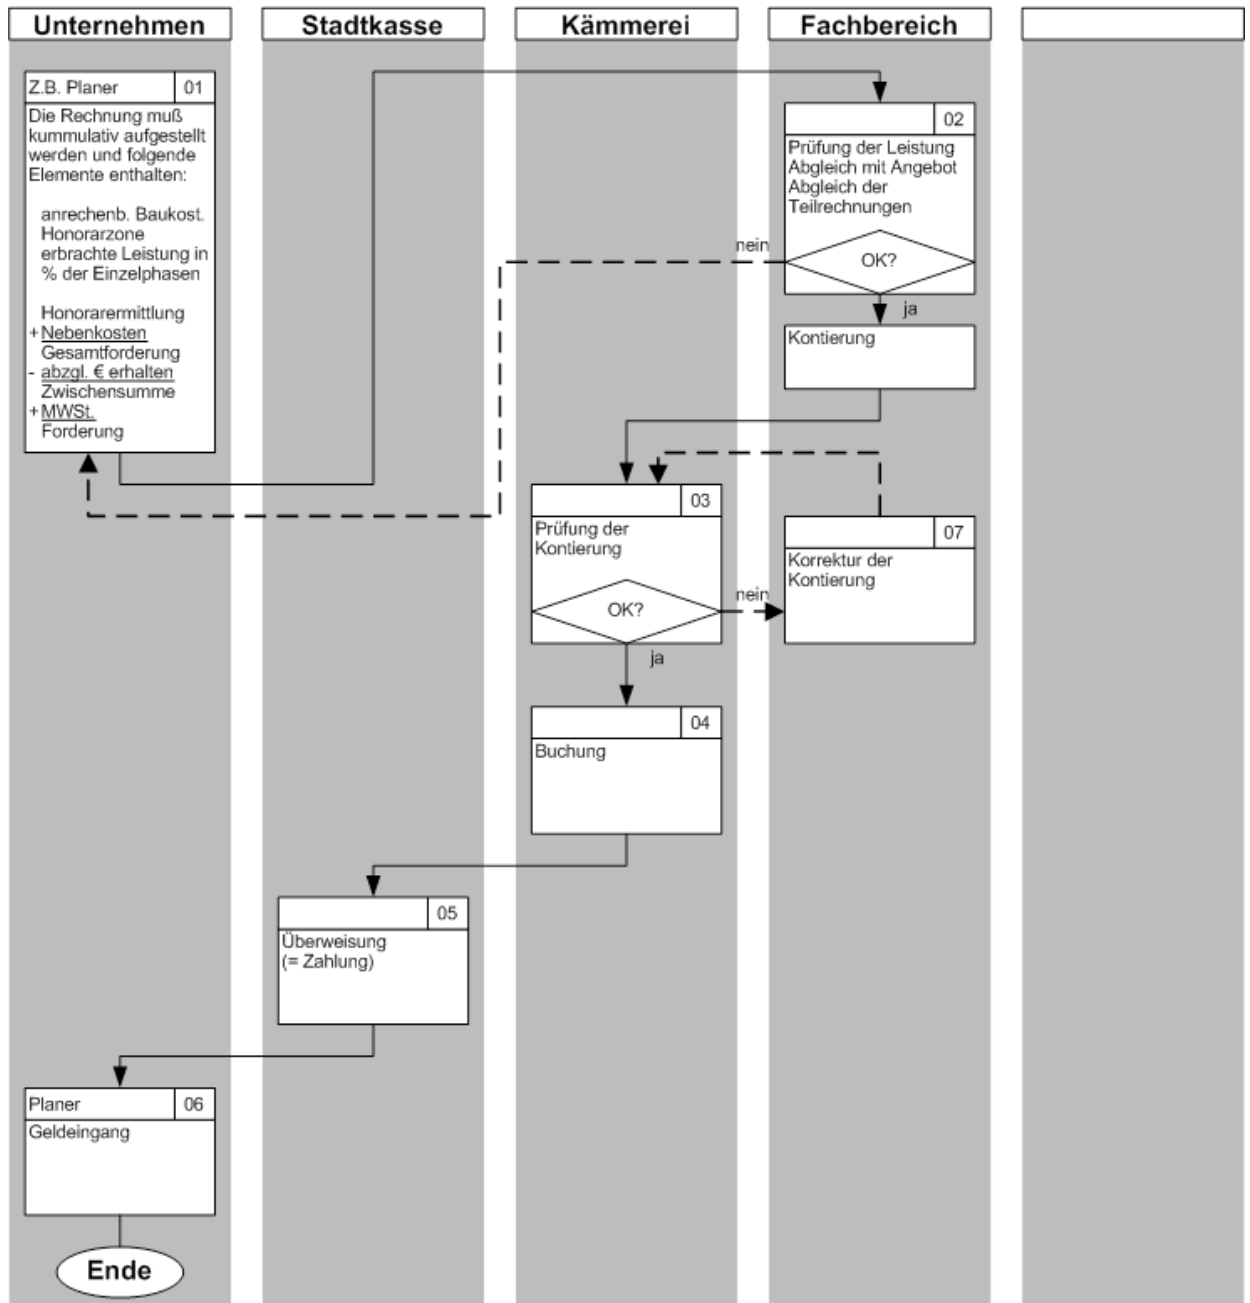 Unternehmen
Stadtkasse
Kämmerei
Fachbereich
Z.B. Planer
01
Die Rechnung muß
kummulativ aufgestellt
werden und folgende
Elemente enthalten:
anrechenb. Baukost.
Honorarzone
erbrachte Leistung in
% der Einzelphasen
Honorarermittlung
+ Nebenkosten
Gesamtforderung
- abzgl. € erhalten
Zwischensumme
+ MWSt.
Forderung
02
Prüfung der Leistung
Abgleich mit Angebot
Abgleich der
Teilrechnungen
nein
OK?
ja
Kontierung
03
Prüfung der
Kontierung
OK?
nein
ja
07
Korrektur der
Kontierung
04
Buchung
05
Überweisung
(= Zahlung)
Planer
06
Geldeingang
Ende